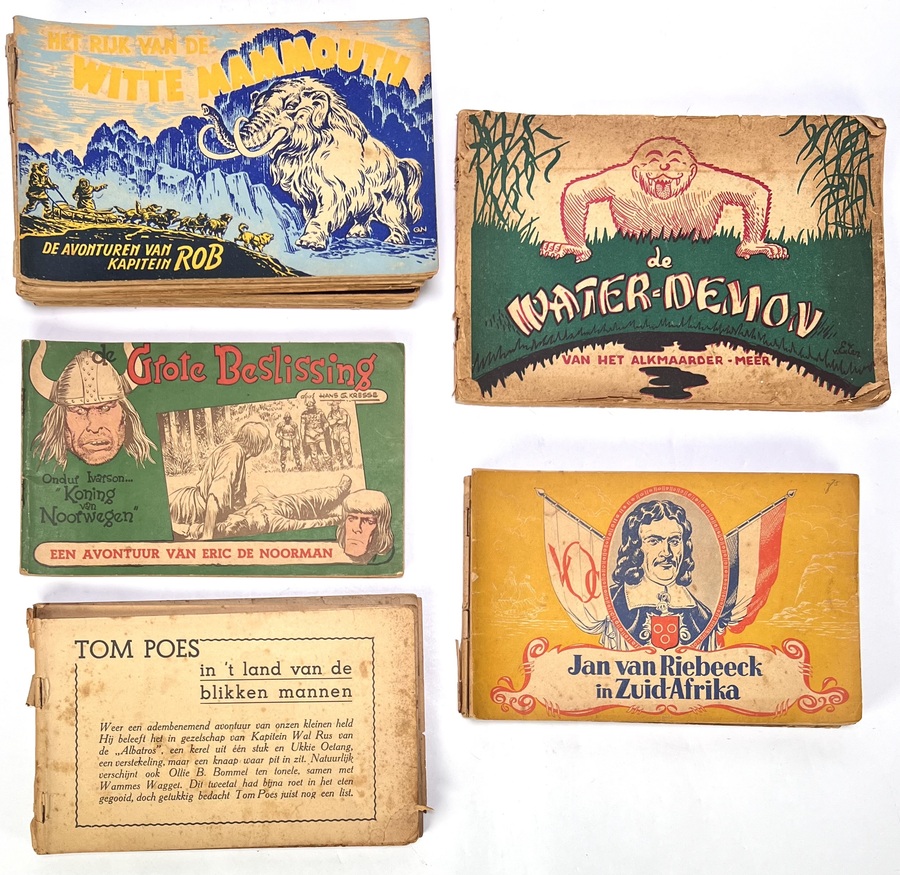 HET RIJK VAN DE
WITTE MAMMOUTH
GN
DE AVONTUREN VAN
KAPITEIN ROB
de
WATER-DEMON
VAN HET ALKMAARDER-MEER
de
Grote Beslissing
door HANS G. KRESSE
Ondur Ivarson...
"Koning
van
Noorwegen"
EEN AVONTUUR VAN ERIC DE NOORMAN
VOC
Jan van Riebeeck
in Zuid-Afrika
TOM POES
in 't land van de
blikken mannen
Weer een adembenemend avontuur van onzen kleinen held
Hij beleeft het in gezelschap van Kapitein Wal Rus van
de „Albatros", een kerel uit één stuk en Ukkie Oetang,
een verstekeling, maar een knaap waar pit in zit. Natuurlijk
verschijnt ook Ollie B. Bommel ten tonele, samen met
Wammes Wagget. Dit tweetal had bijna roet in het eten
gegooid, doch gelukkig bedacht Tom Poes juist nog een list.